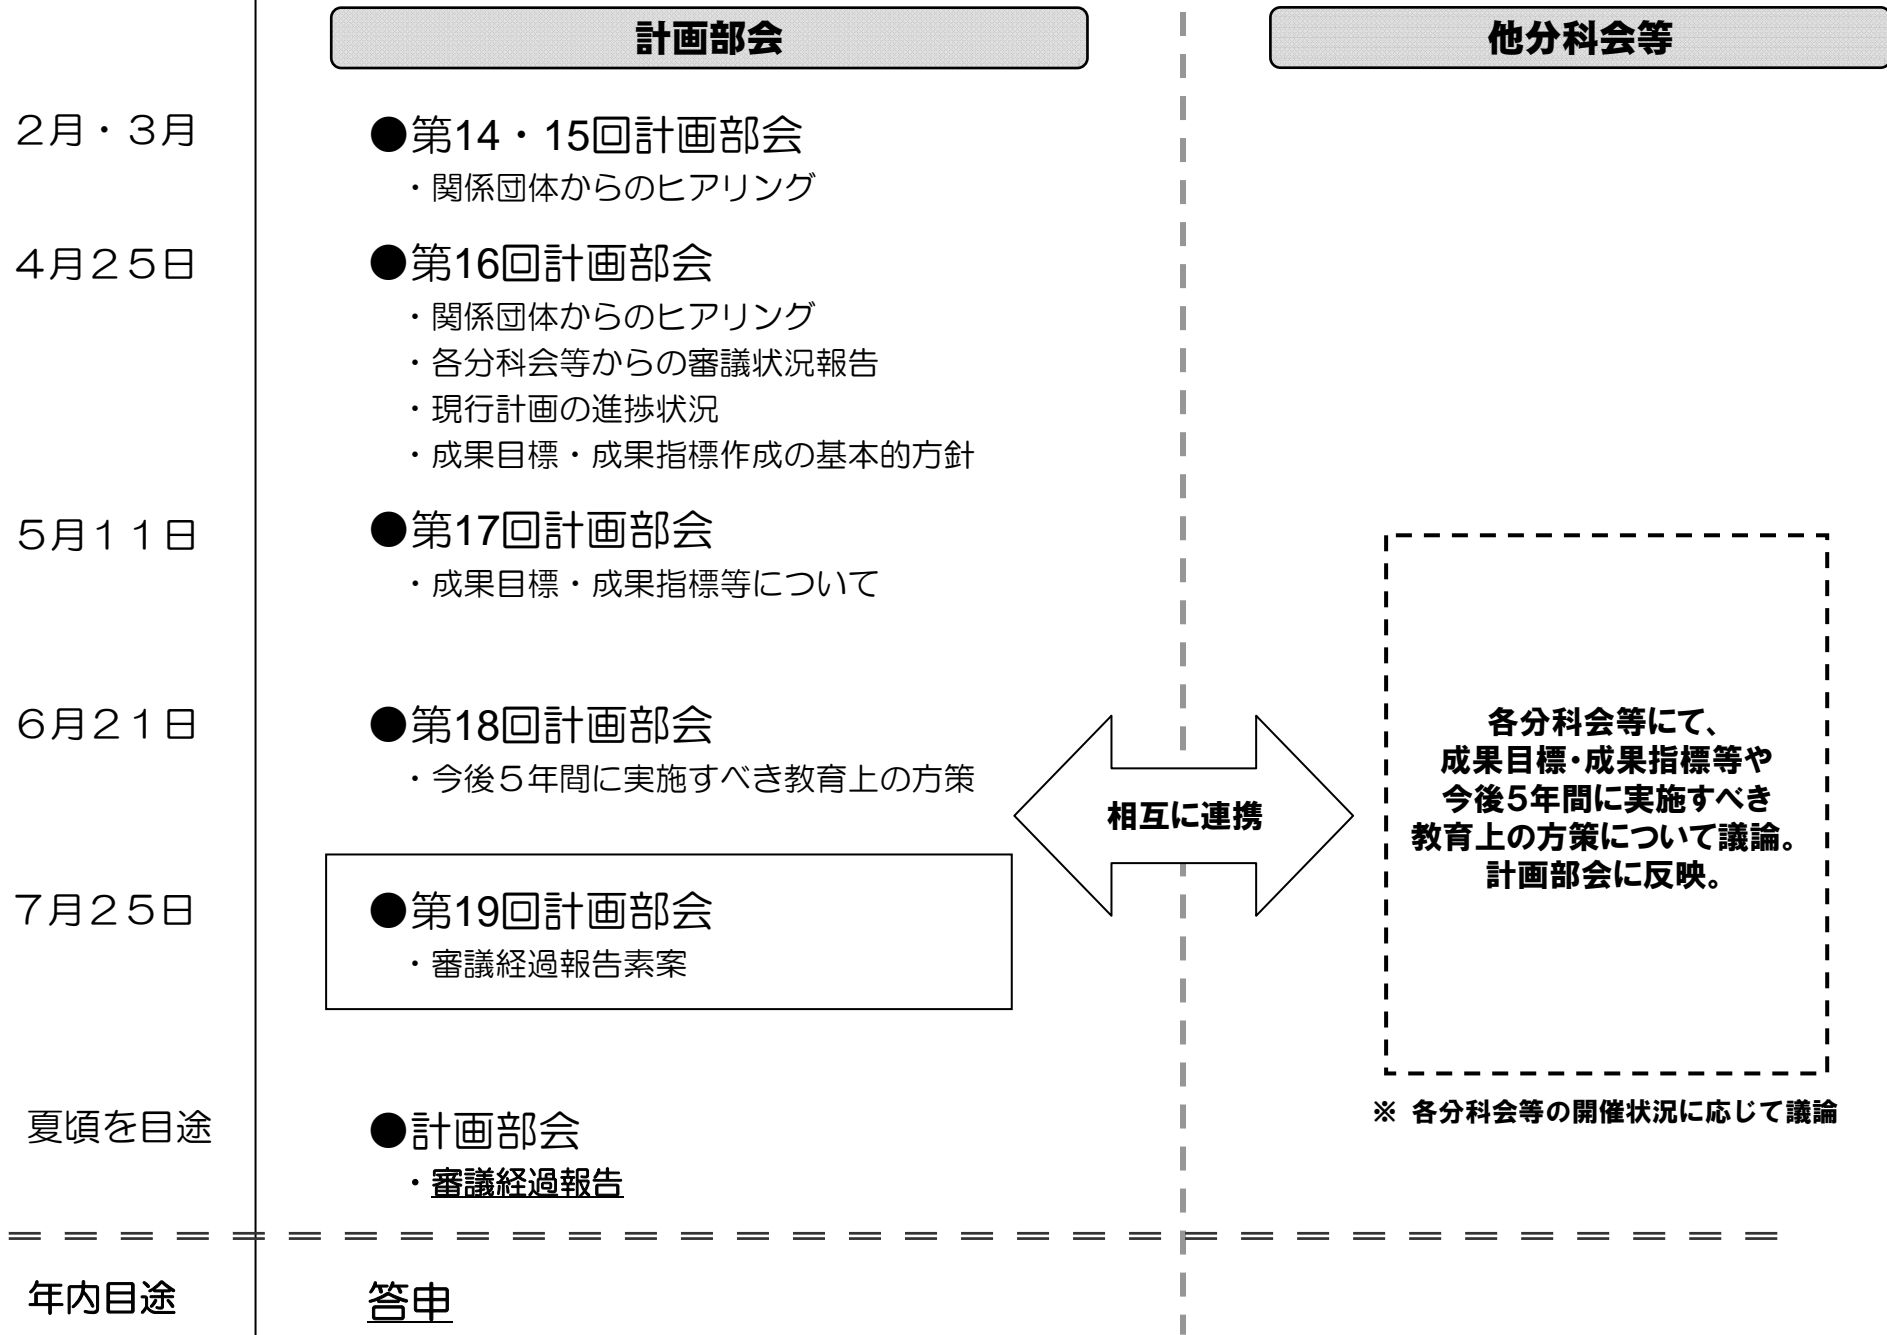 計画部会
他分科会等
２月・３月
●第14・15回計画部会
・関係団体からのヒアリング
４月２５日
●第16回計画部会
・関係団体からのヒアリング
・各分科会等からの審議状況報告
・現行計画の進捗状況
・成果目標・成果指標作成の基本的方針
５月１１日
●第17回計画部会
・成果目標・成果指標等について
６月２１日
●第18回計画部会
・今後５年間に実施すべき教育上の方策
相互に連携
各分科会等にて、
成果目標・成果指標等や
今後５年間に実施すべき
教育上の方策について議論。
計画部会に反映。
７月２５日
●第19回計画部会
・審議経過報告素案
※ 各分科会等の開催状況に応じて議論
夏頃を目途
●計画部会
・審議経過報告
年内目途
答申